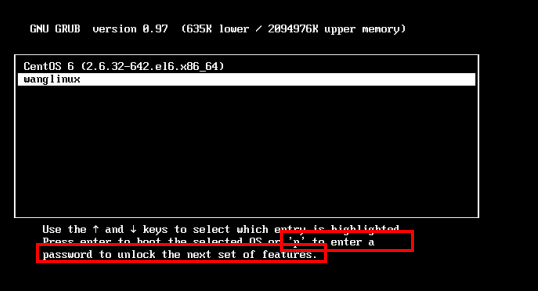 GNU GRUB version 0.97 (635K lower / 2094976K upper memory)
CentOS 6 (2.6.32-642.el6.x86_64)
wanglinux
Use the ↑ and ↓ keys to select which entry is highlighted.
Press enter to boot the selected OS or 'p' to enter a
password to unlock the next set of features.